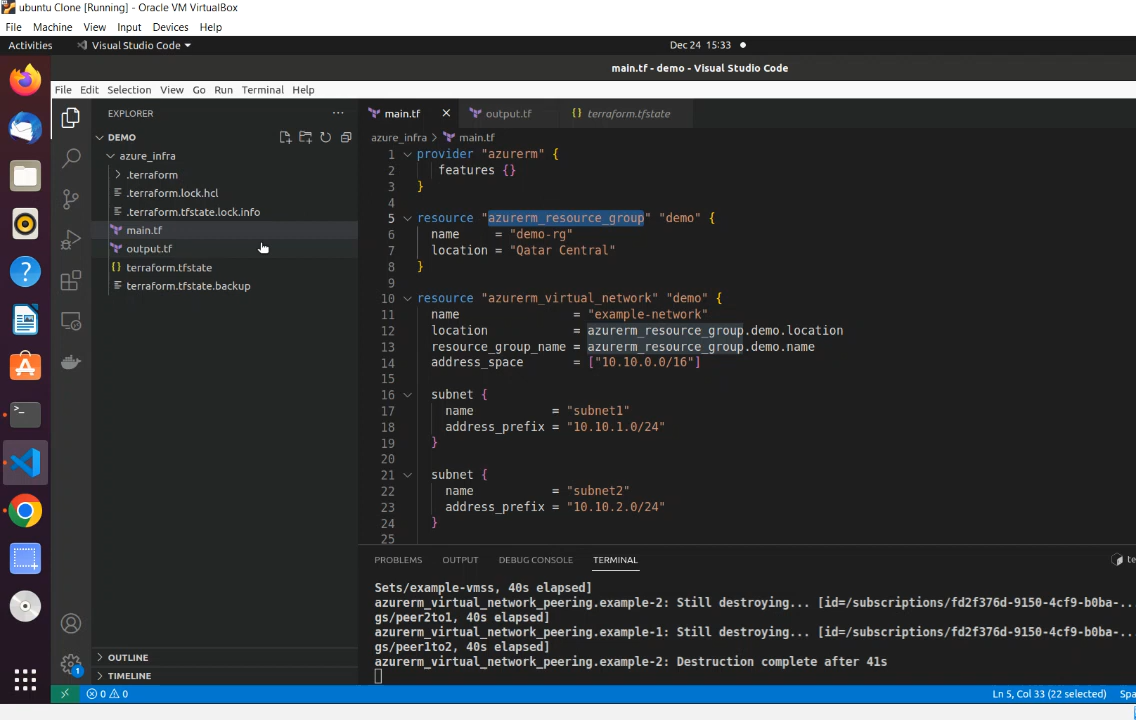 ubuntu Clone [Running] - Oracle VM VirtualBox
File Machine View Input Devices Help
Activities Visual Studio Code Dec 24 15:33
main.tf - demo - Visual Studio Code
File Edit Selection View Go Run Terminal Help
EXPLORER
DEMO
azure_infra
.terraform
.terraform.lock.hcl
.terraform.tfstate.lock.info
main.tf
output.tf
terraform.tfstate
terraform.tfstate.backup
OUTLINE
TIMELINE
main.tf output.tf terraform.tfstate
azure_infra > main.tf
1 provider "azurerm" {
2 features {}
3 }
4
5 resource "azurerm_resource_group" "demo" {
6 name = "demo-rg"
7 location = "Qatar Central"
8 }
9
10 resource "azurerm_virtual_network" "demo" {
11 name = "example-network"
12 location = azurerm_resource_group.demo.location
13 resource_group_name = azurerm_resource_group.demo.name
14 address_space = ["10.10.0.0/16"]
15
16 subnet {
17 name = "subnet1"
18 address_prefix = "10.10.1.0/24"
19 }
20
21 subnet {
22 name = "subnet2"
23 address_prefix = "10.10.2.0/24"
24 }
25
PROBLEMS OUTPUT DEBUG CONSOLE TERMINAL te
Sets/example-vmss, 40s elapsed]
azurerm_virtual_network_peering.example-2: Still destroying... [id=/subscriptions/fd2f376d-9150-4cf9-b0ba-...
gs/peer2to1, 40s elapsed]
azurerm_virtual_network_peering.example-1: Still destroying... [id=/subscriptions/fd2f376d-9150-4cf9-b0ba-...
gs/peer1to2, 40s elapsed]
azurerm_virtual_network_peering.example-2: Destruction complete after 41s
0 0 Ln 5, Col 33 (22 selected) Spa
1